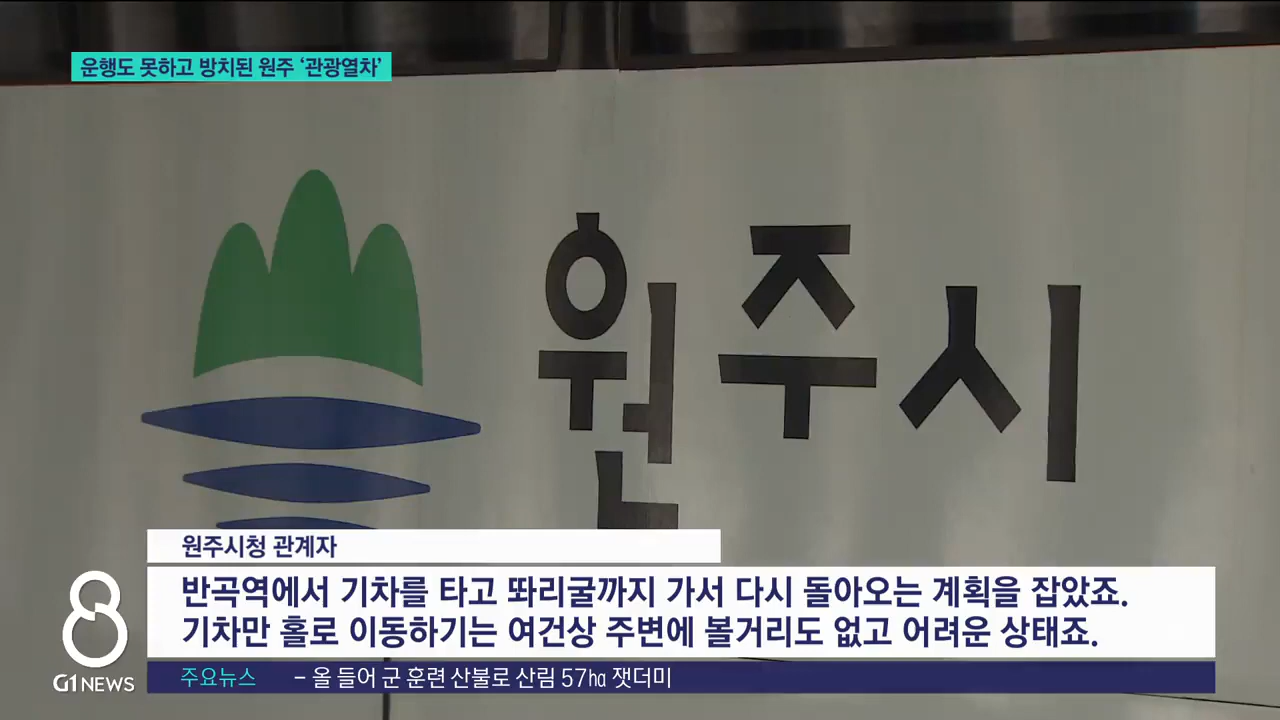 운행도 못하고 방치된 원주 ‘관광열차’
원주시
원주시청 관계자
반곡역에서 기차를 타고 똬리굴까지 가서 다시 돌아오는 계획을 잡았죠.
기차만 홀로 이동하기는 여건상 주변에 볼거리도 없고 어려운 상태죠.
8
G1 NEWS
주요뉴스 - 올 들어 군 훈련 산불로 산림 57㏊ 잿더미